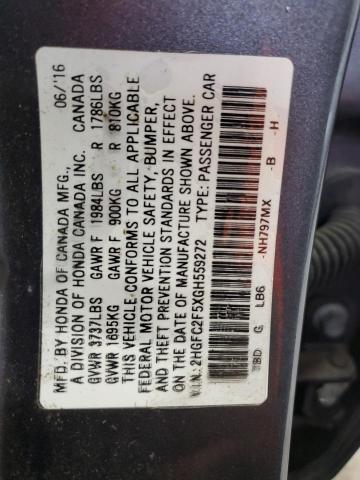 MFD. BY HONDA OF CANADA MFG., 06/'16
A DIVISION OF HONDA CANADA INC. CANADA
GVWR 3737LBS GAWR F 1984LBS R 1786LBS
GVWR 1695KG GAWR F 900KG R 810KG
THIS VEHICLE CONFORMS TO ALL APPLICABLE
FEDERAL MOTOR VEHICLE SAFETY, BUMPER,
AND THEFT PREVENTION STANDARDS IN EFFECT
ON THE DATE OF MANUFACTURE SHOWN ABOVE.
V.I.N.: 2HGFC2F5XGH559272 TYPE: PASSENGER CAR
TBD G LB6 -NH797MX -B -H